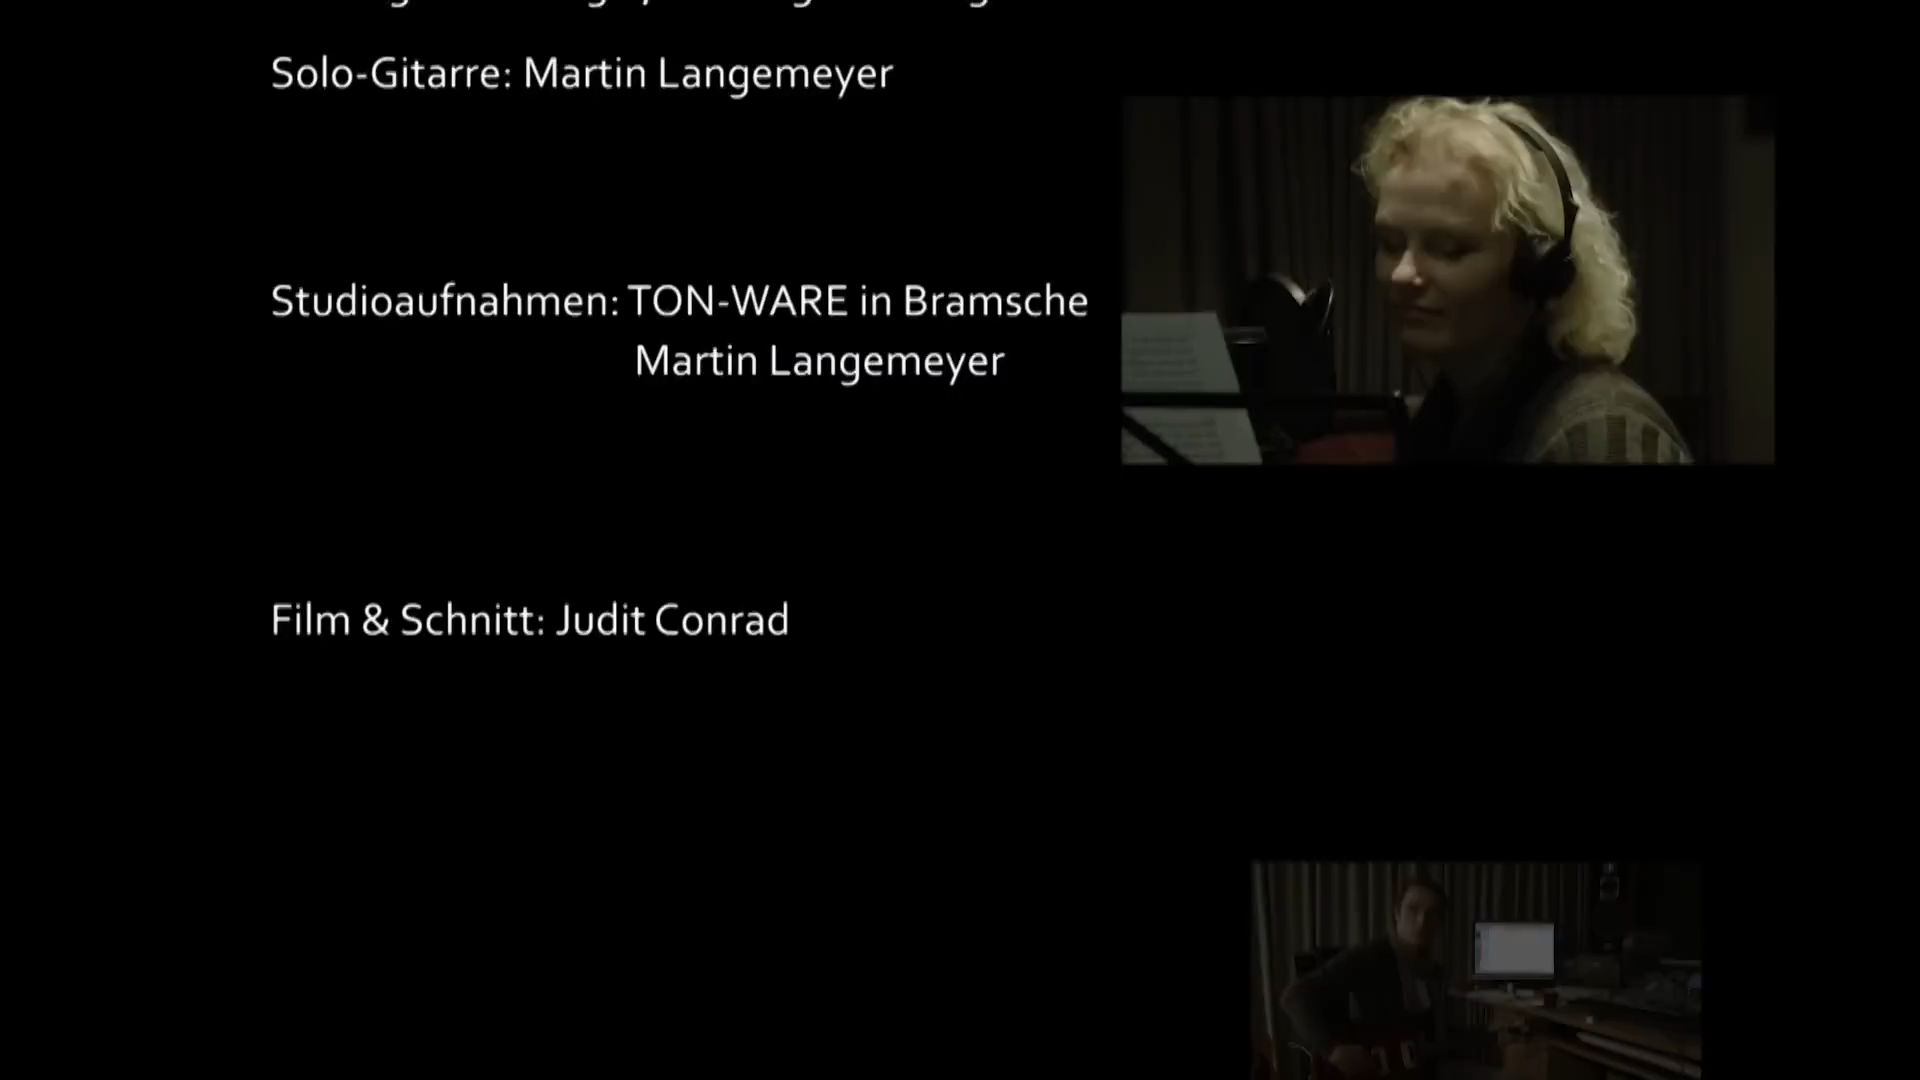 Solo-Gitarre: Martin Langemeyer
Studioaufnahmen: TON-WARE in Bramsche
Martin Langemeyer
Film & Schnitt: Judit Conrad